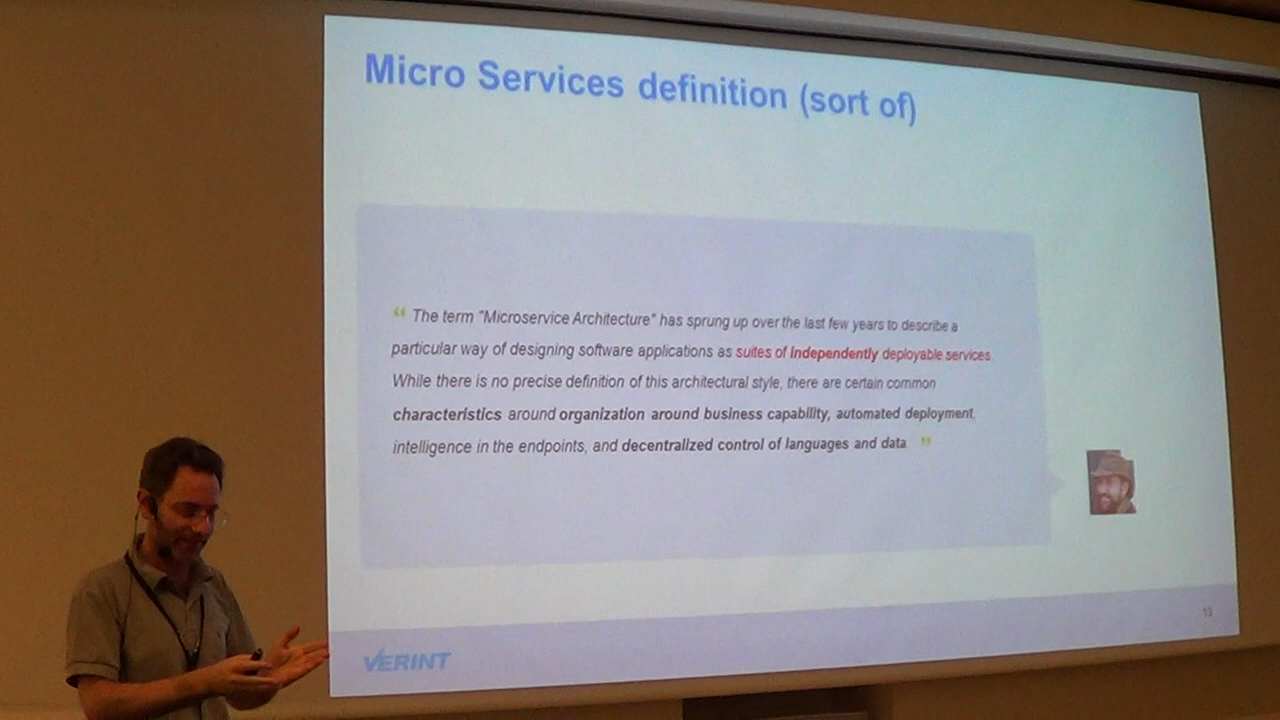 Micro Services definition (sort of)
“ The term "Microservice Architecture" has sprung up over the last few years to describe a
particular way of designing software applications as suites of Independently deployable services.
While there is no precise definition of this architectural style, there are certain common
characteristics around organization around business capability, automated deployment,
intelligence in the endpoints, and decentralized control of languages and data. ”
VERINT